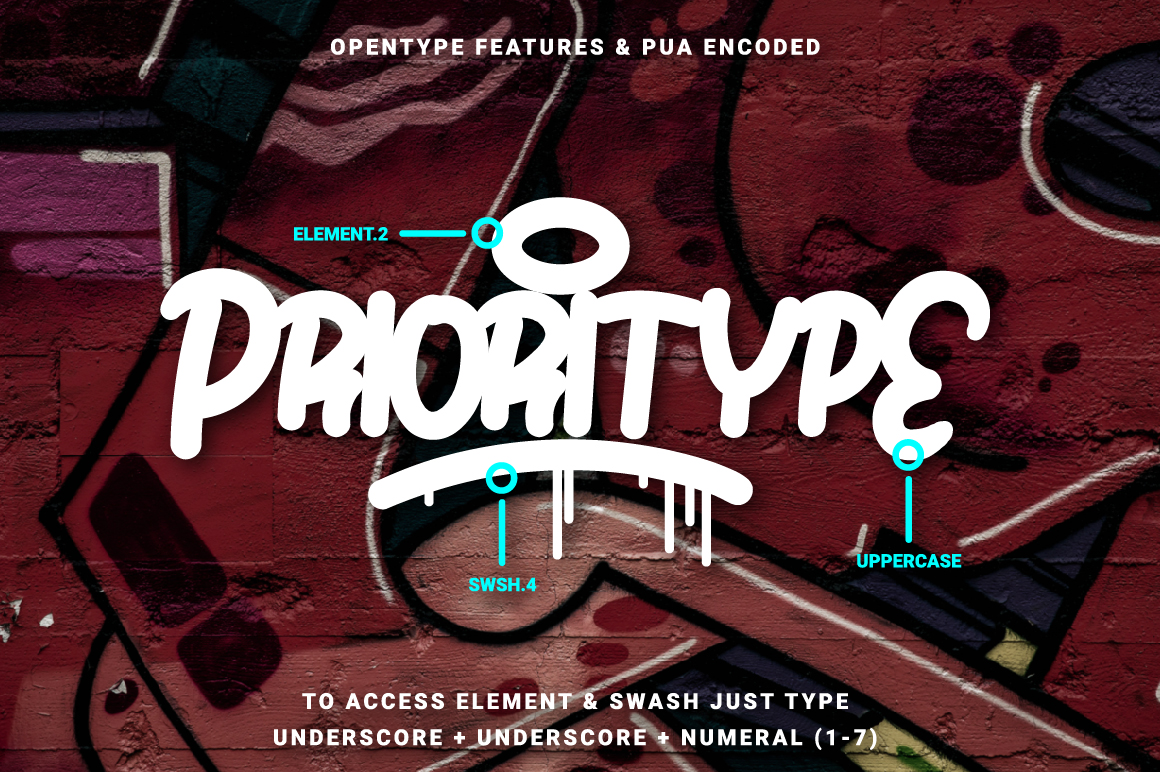 OPENTYPE FEATURES & PUA ENCODED
ELEMENT.2
PRIORITYPE
SWSH.4
UPPERCASE
TO ACCESS ELEMENT & SWASH JUST TYPE
UNDERSCORE + UNDERSCORE + NUMERAL (1-7)